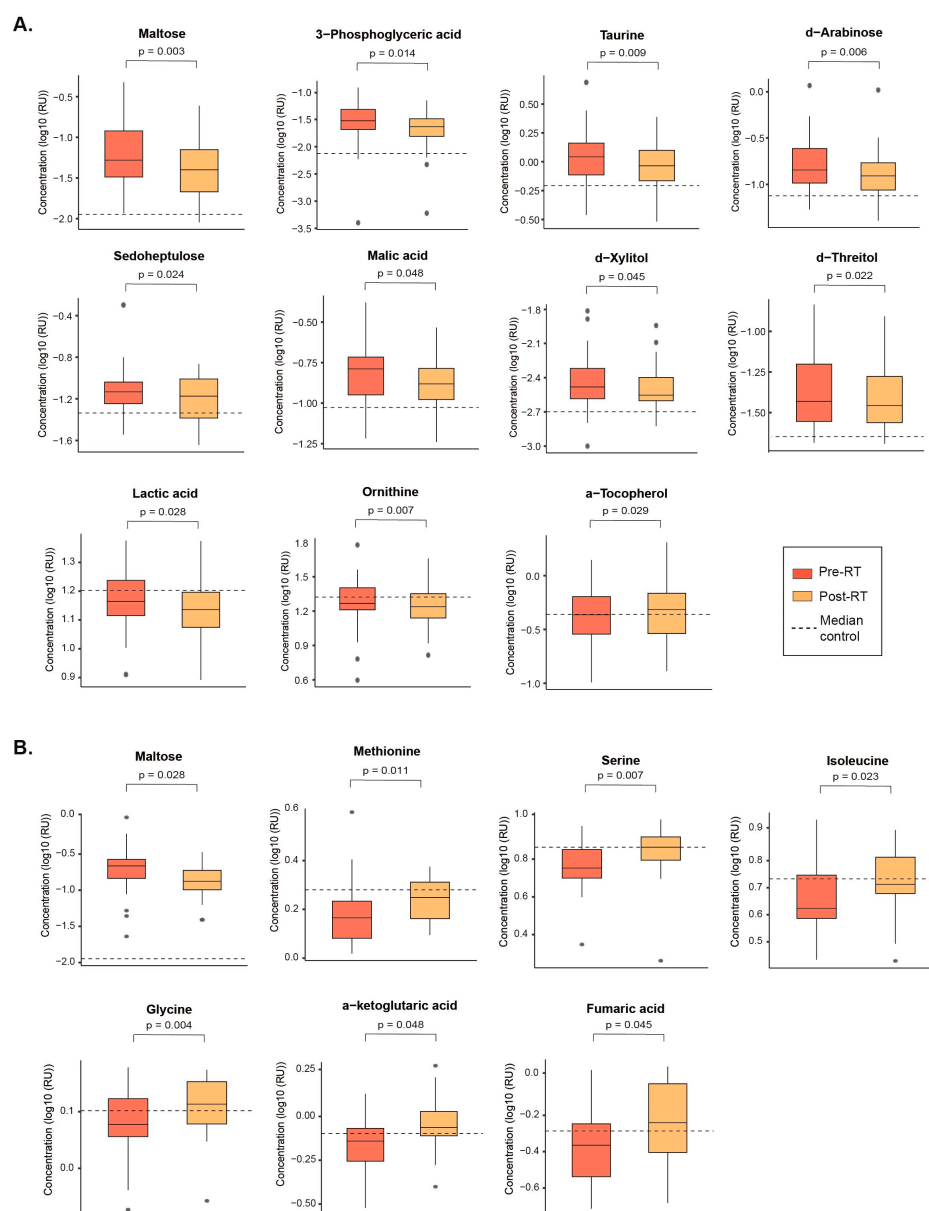 A.
Maltose
p = 0.003
Concentration (log10 (RU))
−0.5
−1.0
−1.5
−2.0
3−Phosphoglyceric acid
p = 0.014
Concentration (log10 (RU))
−1.0
−1.5
−2.0
−2.5
−3.0
−3.5
Taurine
p = 0.009
Concentration (log10 (RU))
0.50
0.25
0.00
−0.25
−0.50
d−Arabinose
p = 0.006
Concentration (log10 (RU))
0.0
−0.5
−1.0
Sedoheptulose
p = 0.024
Concentration (log10 (RU))
−0.4
−0.8
−1.2
−1.6
Malic acid
p = 0.048
Concentration (log10 (RU))
−0.50
−0.75
−1.00
−1.25
d−Xylitol
p = 0.045
Concentration (log10 (RU))
−1.8
−2.1
−2.4
−2.7
−3.0
d−Threitol
p = 0.022
Concentration (log10 (RU))
−1.00
−1.25
−1.50
Lactic acid
p = 0.028
Concentration (log10 (RU))
1.3
1.2
1.1
1.0
0.9
Ornithine
p = 0.007
Concentration (log10 (RU))
1.8
1.5
1.2
0.9
0.6
a−Tocopherol
p = 0.029
Concentration (log10 (RU))
0.0
−0.5
−1.0
Pre−RT
Post−RT
Median
control
B.
Maltose
p = 0.028
Concentration (log10 (RU))
0.0
−0.5
−1.0
−1.5
−2.0
Methionine
p = 0.011
Concentration (log10 (RU))
0.6
0.4
0.2
0.0
Serine
p = 0.007
Concentration (log10 (RU))
1.0
0.8
0.6
0.4
Isoleucine
p = 0.023
Concentration (log10 (RU))
0.9
0.8
0.7
0.6
0.5
Glycine
p = 0.004
Concentration (log10 (RU))
0.1
0.0
a−ketoglutaric acid
p = 0.048
Concentration (log10 (RU))
0.25
0.00
−0.25
−0.50
Fumaric acid
p = 0.045
Concentration (log10 (RU))
0.0
−0.2
−0.4
−0.6